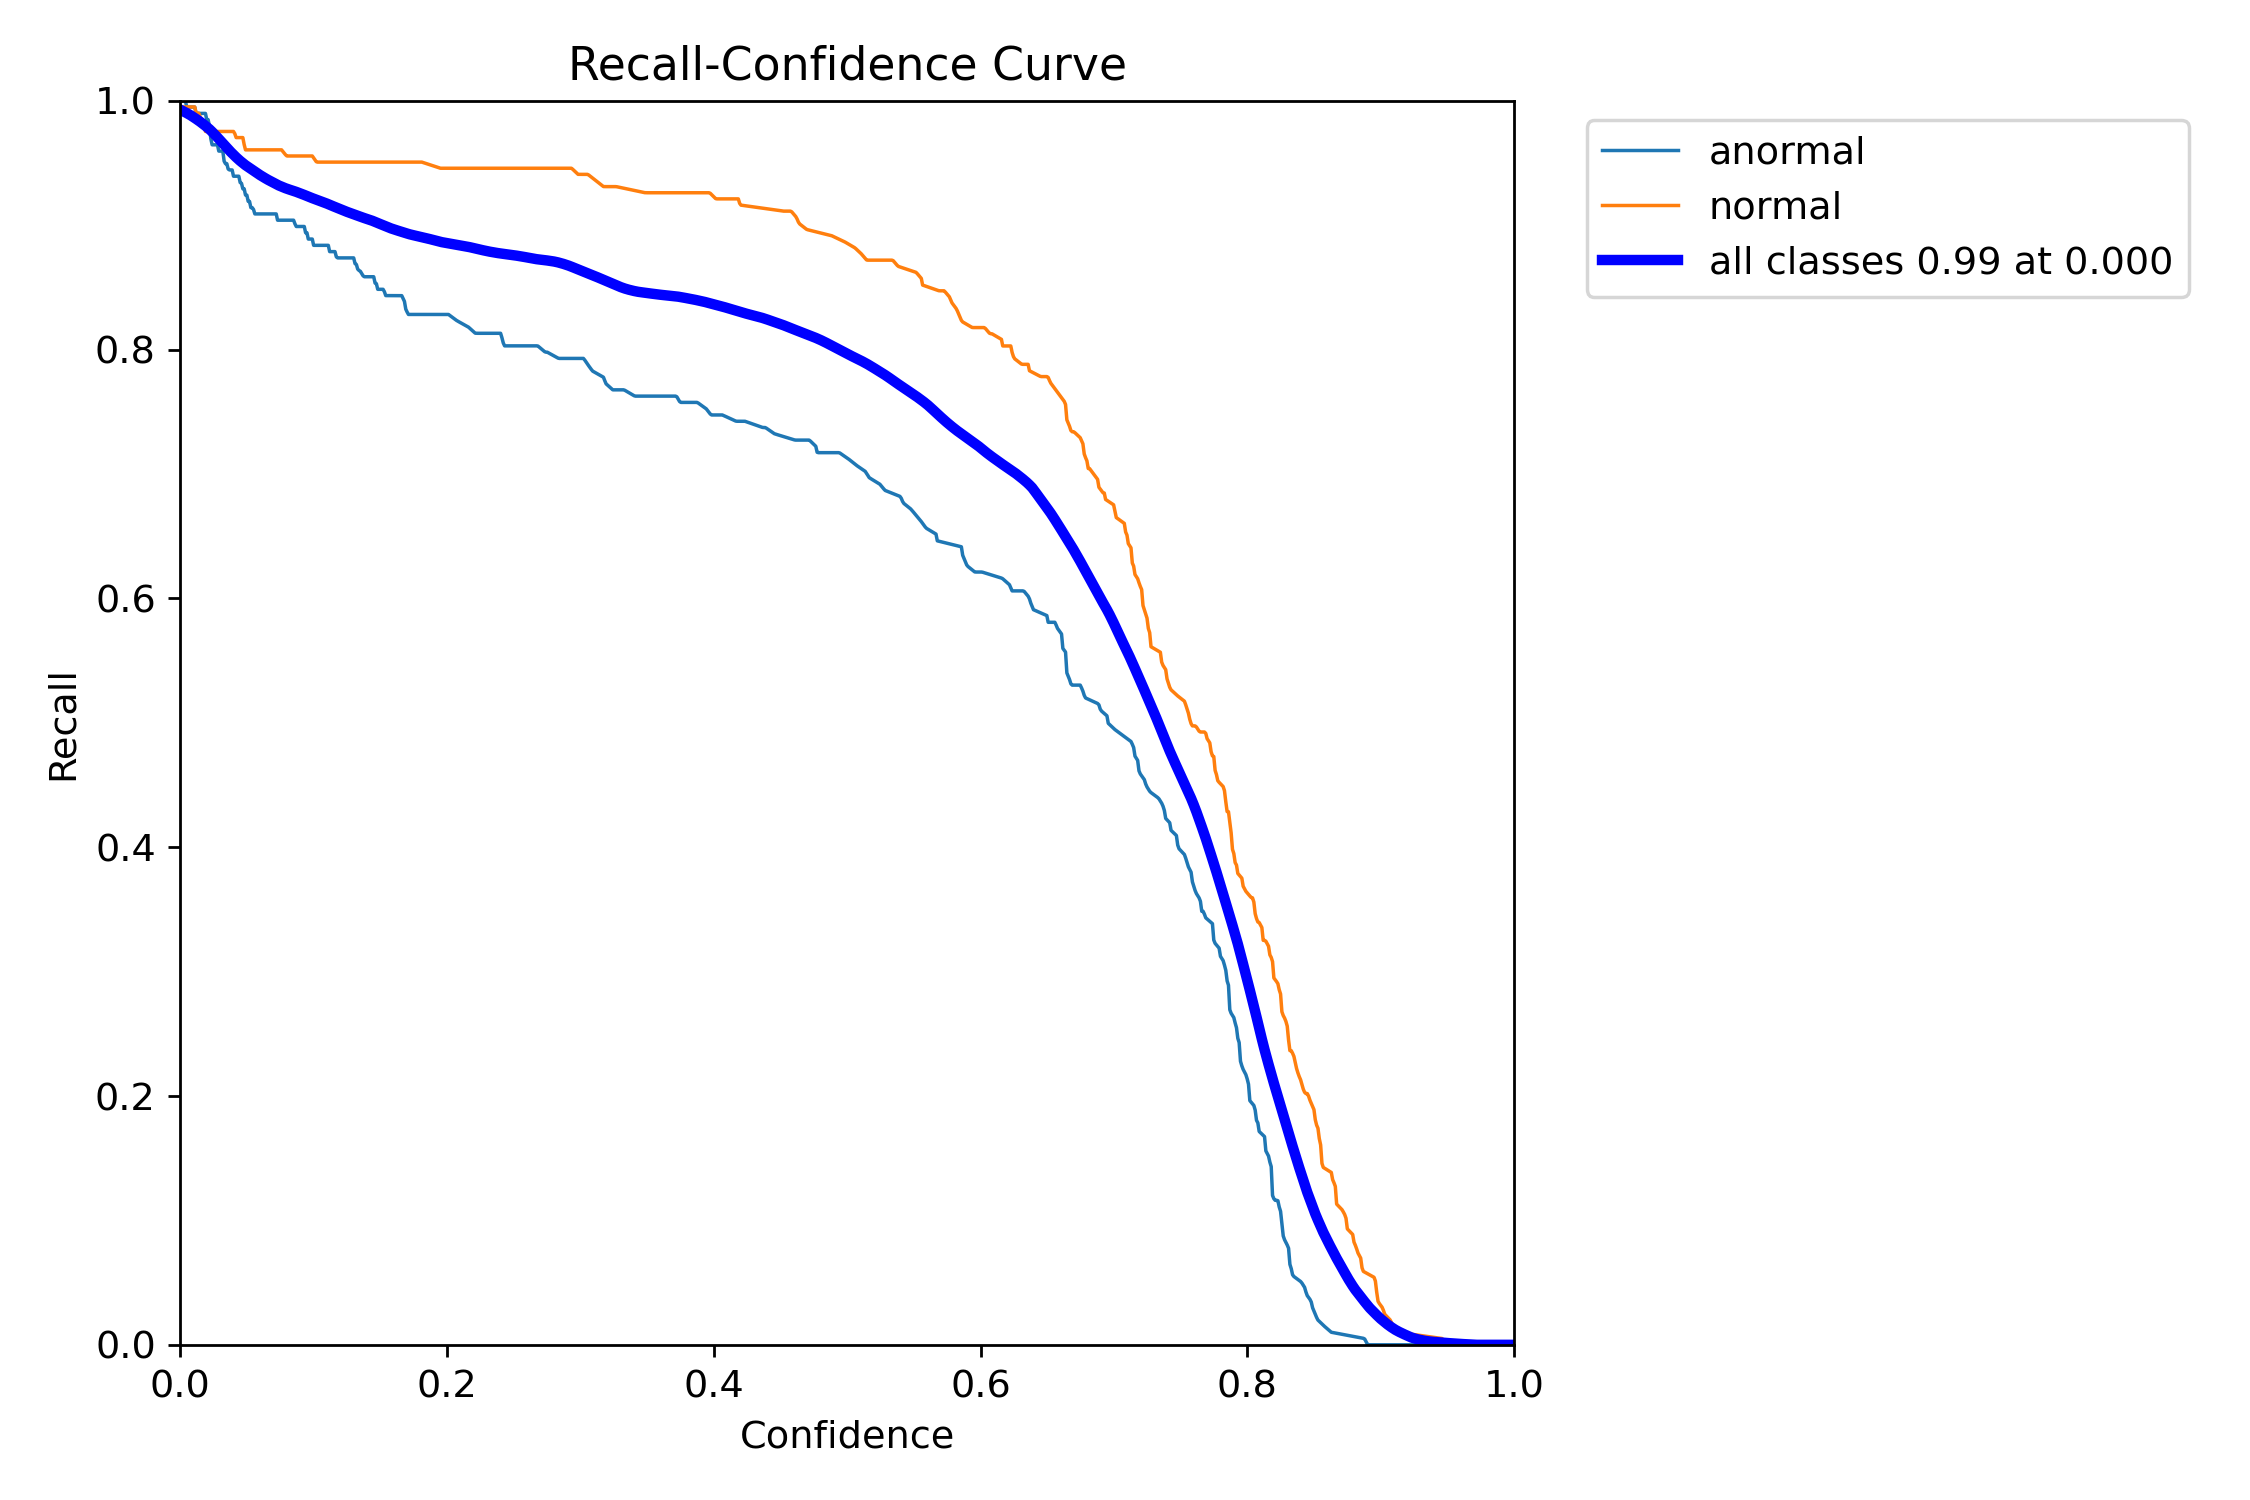 Recall-Confidence Curve
anormal
normal
all classes 0.99 at 0.000
1.0
0.8
0.6
0.4
0.2
0.0
Recall
0.0 0.2 0.4 0.6 0.8 1.0
Confidence